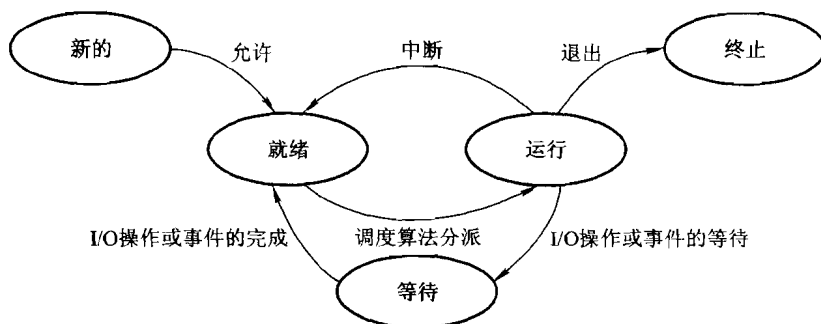 新的
允许
中断
退出
终止
就绪
运行
I/O操作或事件的完成
调度算法分派
I/O操作或事件的等待
等待